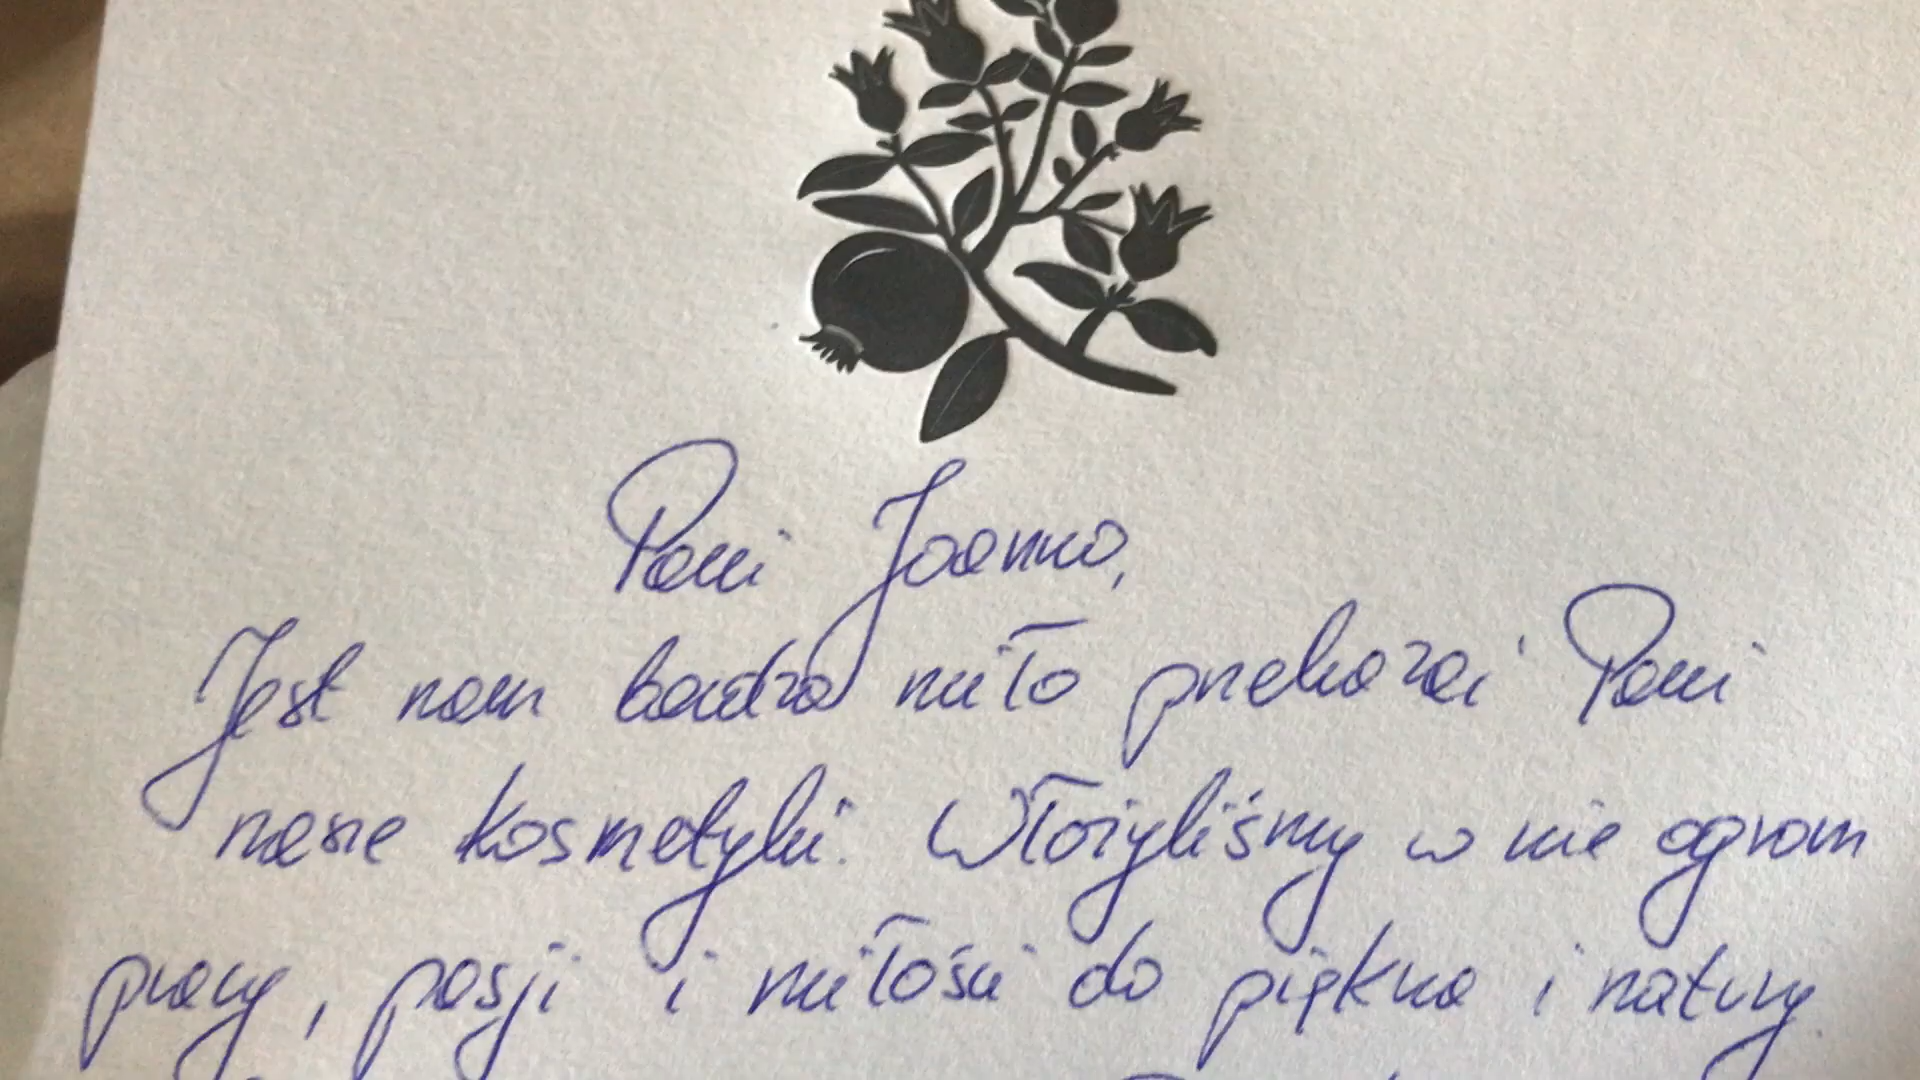 Pani Joanno,
Jest nam bardzo miło przekazać Pani
nasze kosmetyki. Włożyliśmy w nie ogrom
pracy, pasji i miłości do piękna i natury.